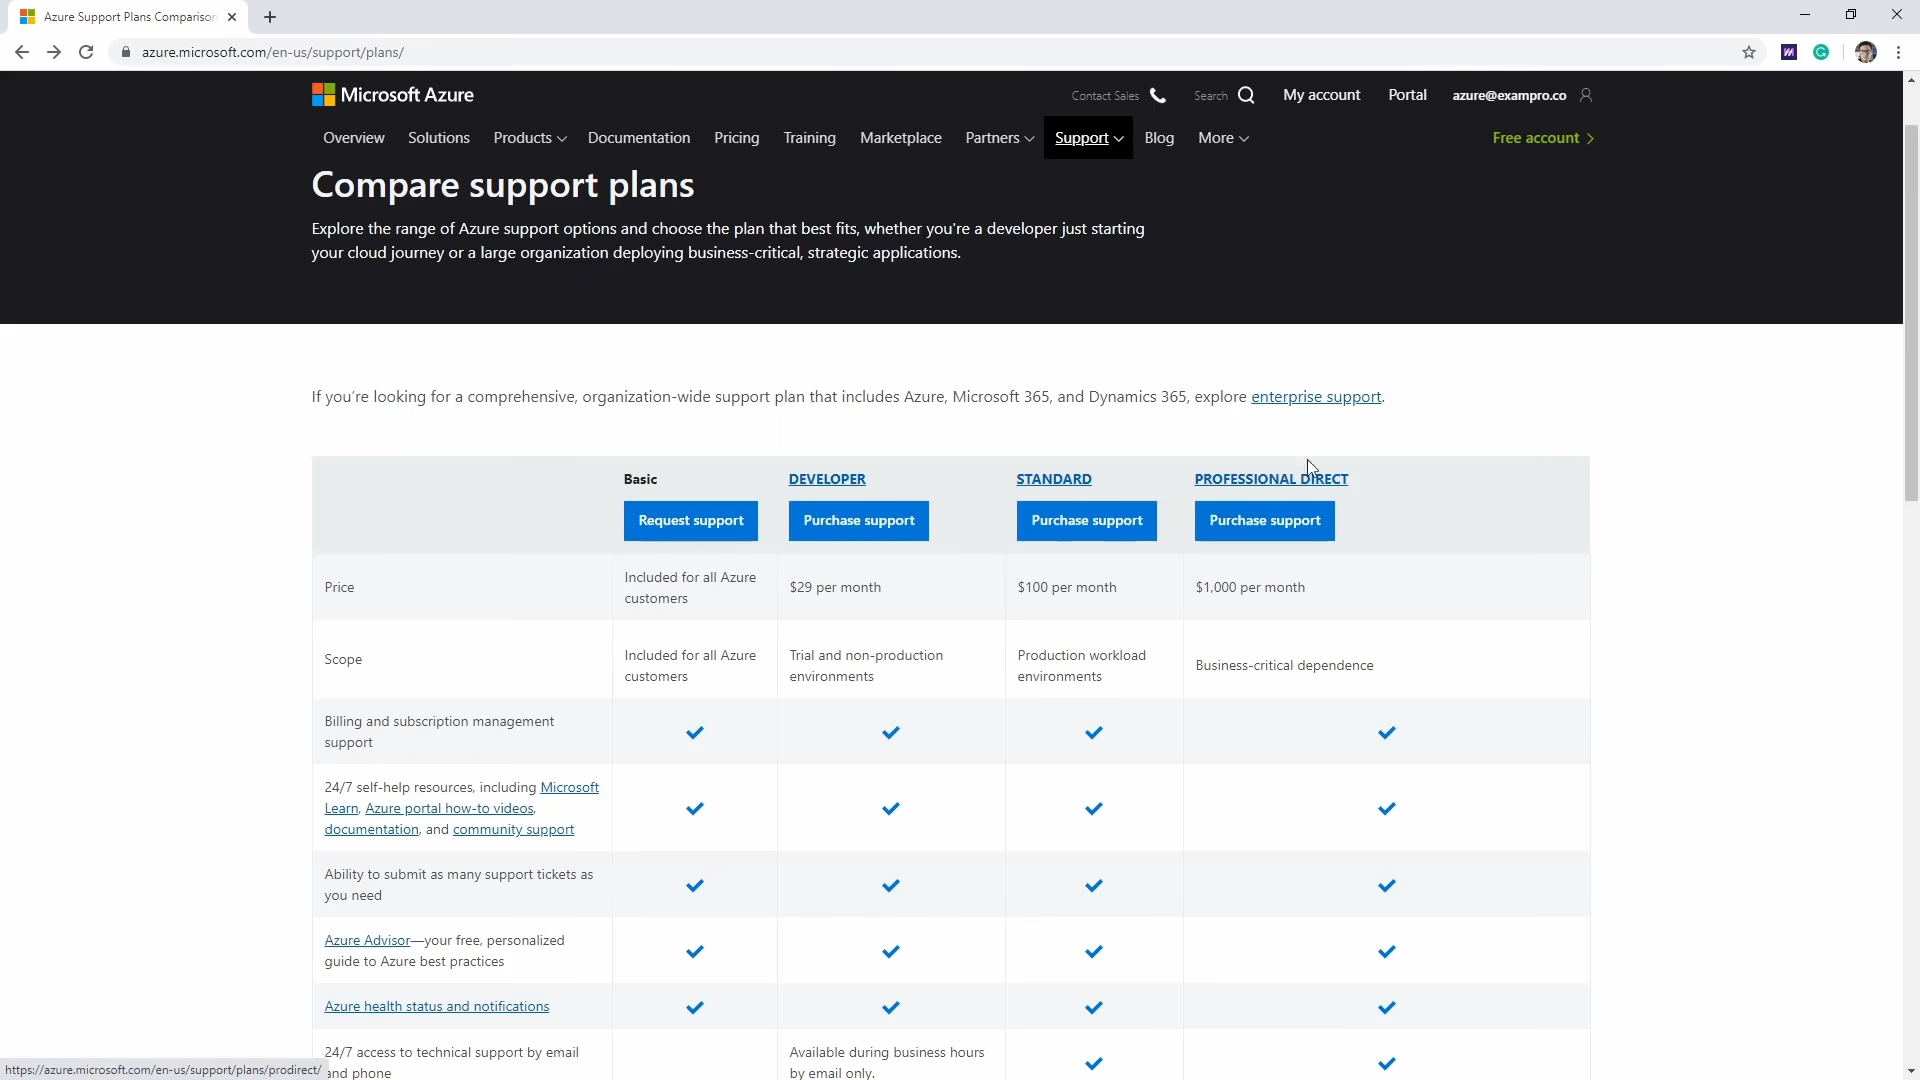 Azure Support Plans Comparison
azure.microsoft.com/en-us/support/plans/
Microsoft Azure
Contact Sales
Search
My account
Portal
azure@exampro.co
Overview
Solutions
Products
Documentation
Pricing
Training
Marketplace
Partners
Support
Blog
More
Free account
Compare support plans
Explore the range of Azure support options and choose the plan that best fits, whether you're a developer just starting
your cloud journey or a large organization deploying business-critical, strategic applications.
If you're looking for a comprehensive, organization-wide support plan that includes Azure, Microsoft 365, and Dynamics 365, explore enterprise support.
Basic
DEVELOPER
STANDARD
PROFESSIONAL DIRECT
Request support
Purchase support
Purchase support
Purchase support
Price
Included for all Azure
customers
$29 per month
$100 per month
$1,000 per month
Scope
Included for all Azure
customers
Trial and non-production
environments
Production workload
environments
Business-critical dependence
Billing and subscription management
support
24/7 self-help resources, including Microsoft
Learn, Azure portal how-to videos,
documentation, and community support
Ability to submit as many support tickets as
you need
Azure Advisor—your free, personalized
guide to Azure best practices
Azure health status and notifications
24/7 access to technical support by email
and phone
Available during business hours
by email only.
https://azure.microsoft.com/en-us/support/plans/prodirect/